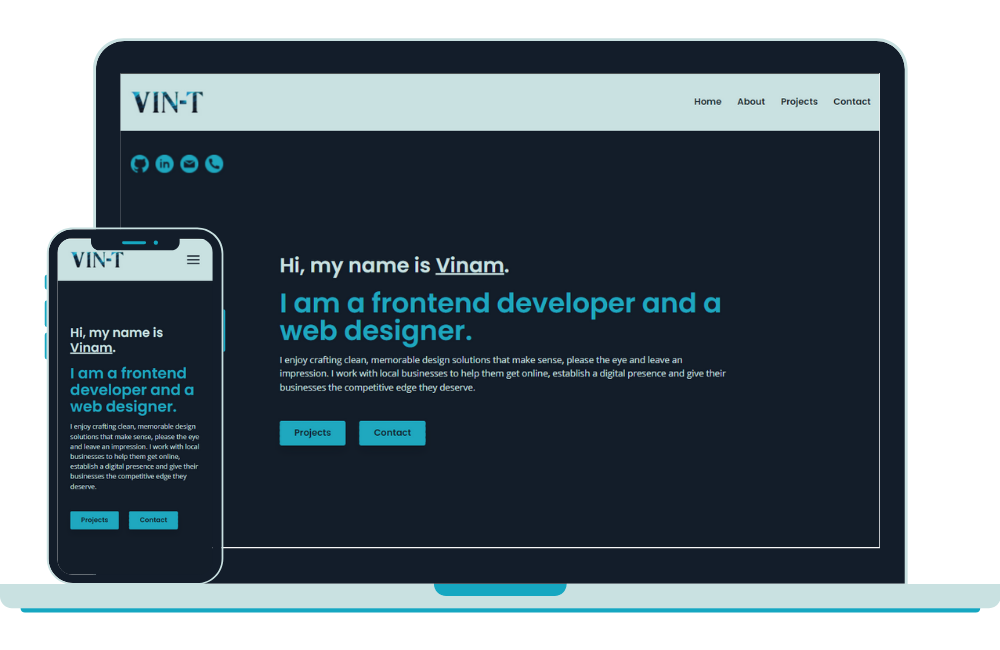 VIN-T
Home About Projects Contact
in
Hi, my name is Vinam.
I am a frontend developer and a
web designer.
I enjoy crafting clean, memorable design solutions that make sense, please the eye and leave an
impression. I work with local businesses to help them get online, establish a digital presence and give their
businesses the competitive edge they deserve.
Projects Contact
VIN-T
Hi, my name is
Vinam.
I am a frontend
developer and a
web designer.
I enjoy crafting clean, memorable design
solutions that make sense, please the eye
and leave an impression. I work with local
businesses to help them get online,
establish a digital presence and give their
businesses the competitive edge they
deserve.
Projects Contact